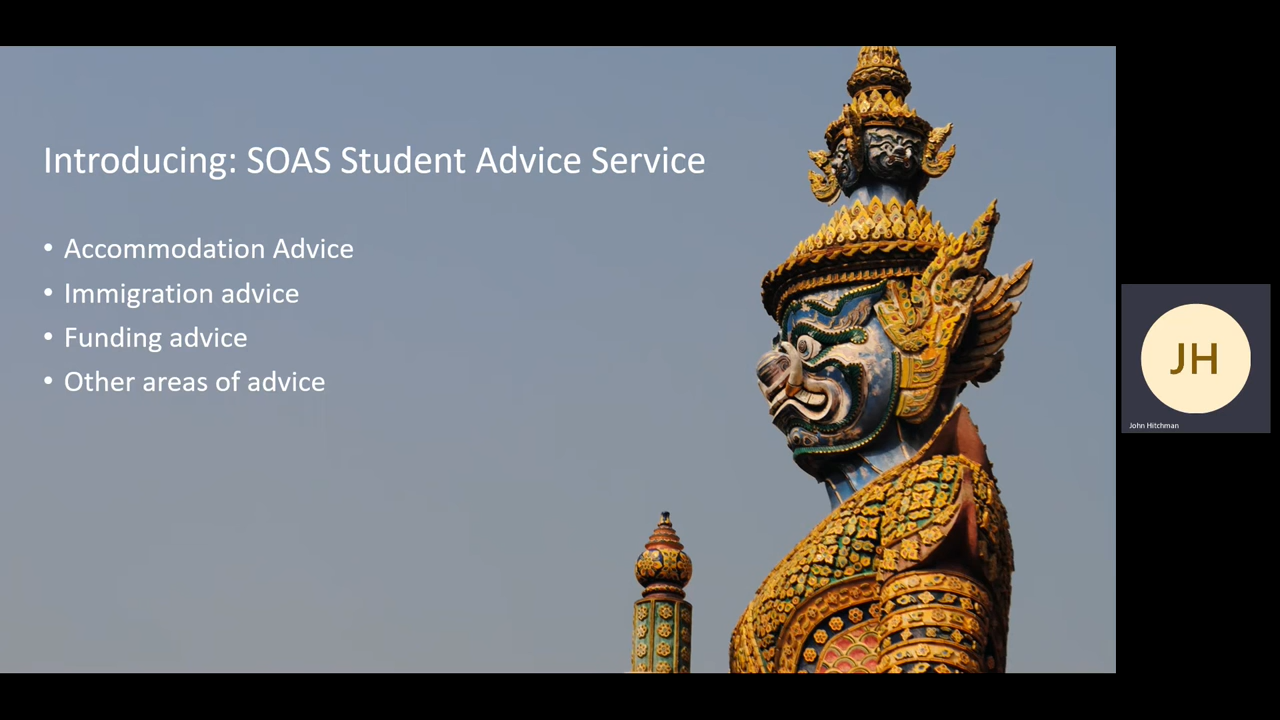 Introducing: SOAS Student Advice Service
• Accommodation Advice
• Immigration advice
• Funding advice
• Other areas of advice
JH
John Hitchman